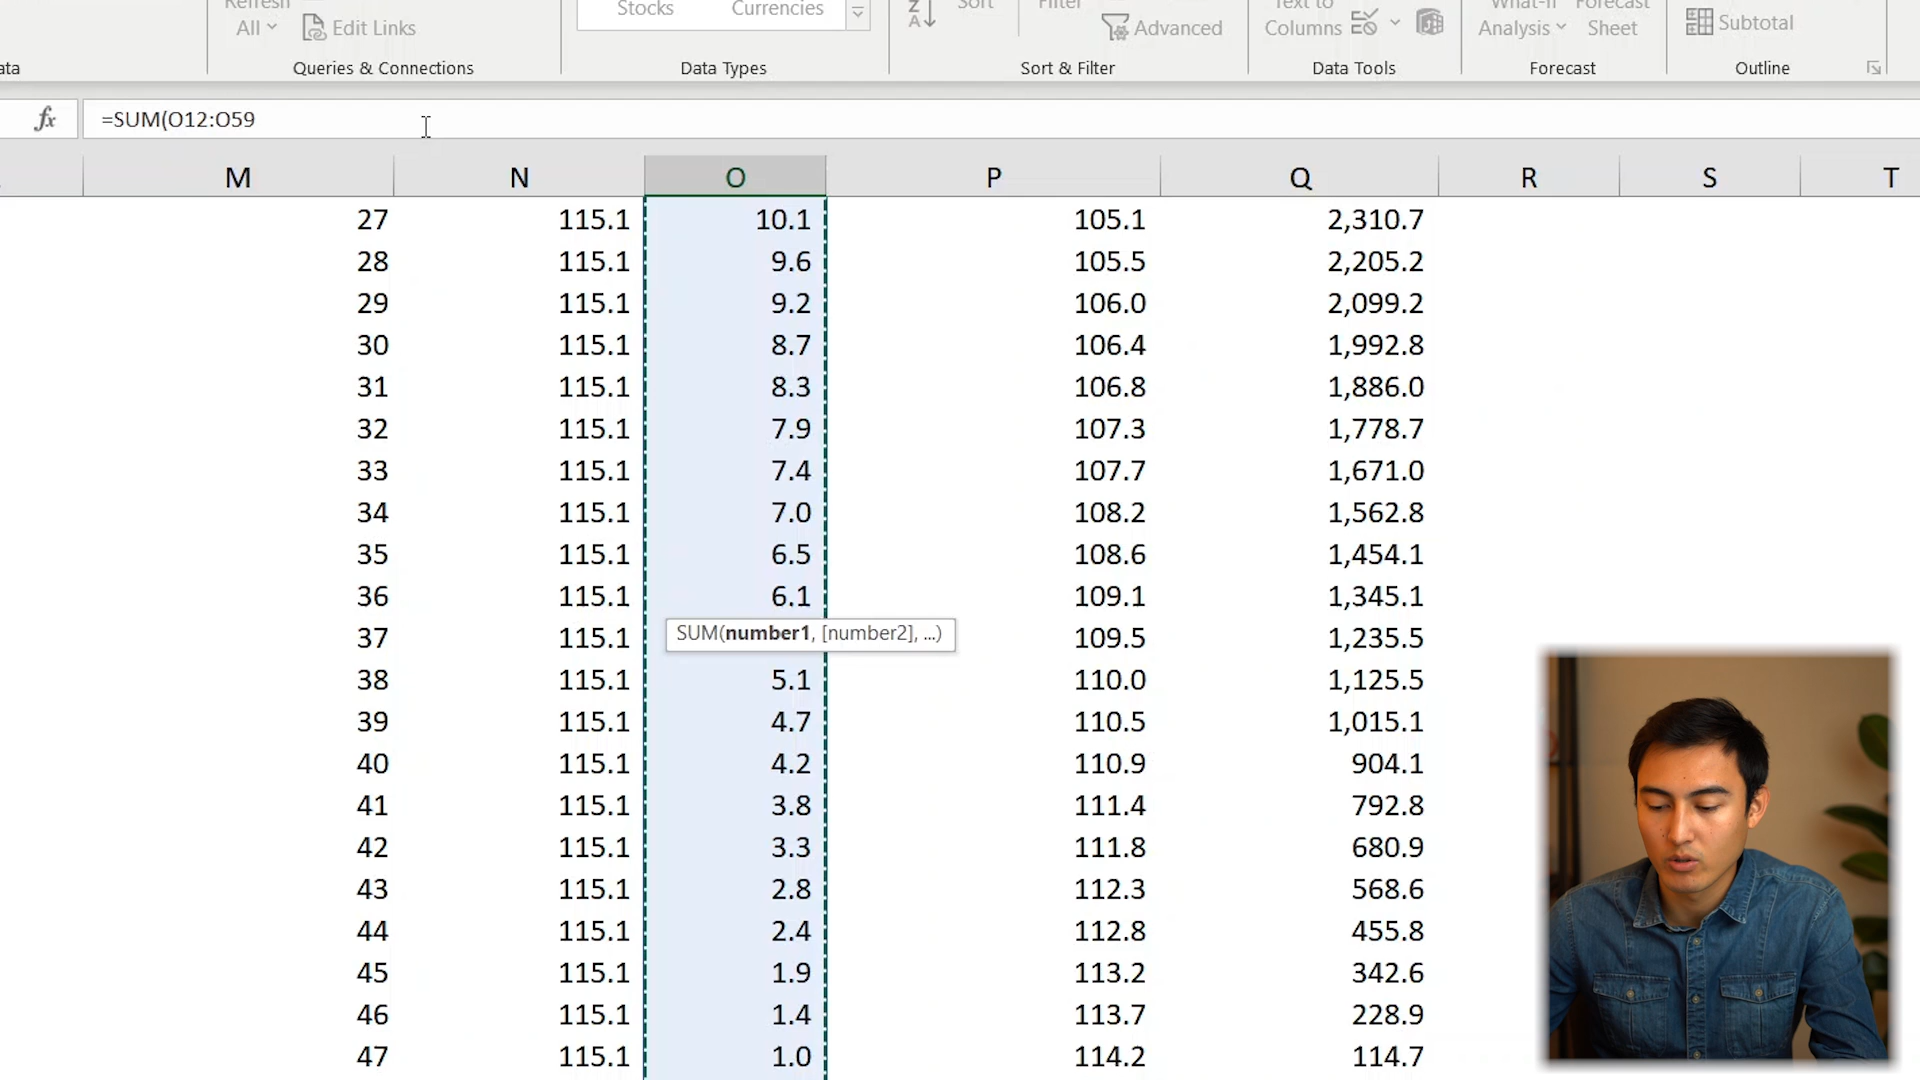 Refresh Stocks Currencies Sort Filter Text to What-If Forecast
All Edit Links Advanced Columns Analysis Sheet Subtotal
ata Queries & Connections Data Types Sort & Filter Data Tools Forecast Outline
fx =SUM(O12:O59
M N O P Q R S T
27 115.1 10.1 105.1 2,310.7
28 115.1 9.6 105.5 2,205.2
29 115.1 9.2 106.0 2,099.2
30 115.1 8.7 106.4 1,992.8
31 115.1 8.3 106.8 1,886.0
32 115.1 7.9 107.3 1,778.7
33 115.1 7.4 107.7 1,671.0
34 115.1 7.0 108.2 1,562.8
35 115.1 6.5 108.6 1,454.1
36 115.1 6.1 109.1 1,345.1
37 115.1 SUM(number1, [number2], ...) 109.5 1,235.5
38 115.1 5.1 110.0 1,125.5
39 115.1 4.7 110.5 1,015.1
40 115.1 4.2 110.9 904.1
41 115.1 3.8 111.4 792.8
42 115.1 3.3 111.8 680.9
43 115.1 2.8 112.3 568.6
44 115.1 2.4 112.8 455.8
45 115.1 1.9 113.2 342.6
46 115.1 1.4 113.7 228.9
47 115.1 1.0 114.2 114.7